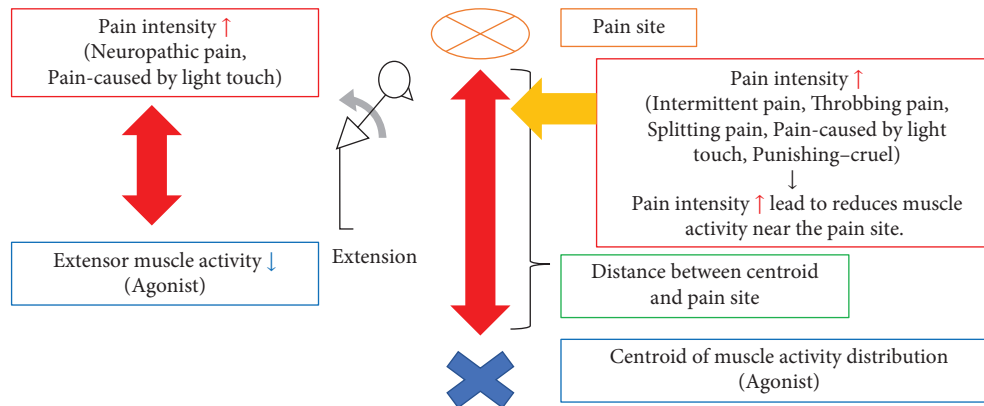 Pain intensity ↑
(Neuropathic pain,
Pain-caused by light touch)
Extensor muscle activity ↓
(Agonist)
Extension
Pain site
Pain intensity ↑
(Intermittent pain, Throbbing pain,
Splitting pain, Pain-caused by light
touch, Punishing–cruel)
↓
Pain intensity ↑ lead to reduces muscle
activity near the pain site.
Distance between centroid
and pain site
Centroid of muscle activity distribution
(Agonist)